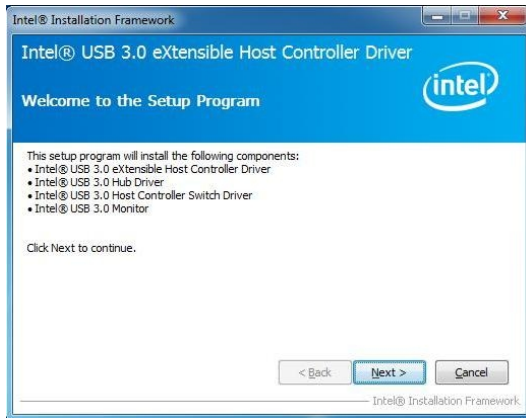 Intel® Installation Framework
Intel® USB 3.0 eXtensible Host Controller Driver
Welcome to the Setup Program
intel
This setup program will install the following components:
• Intel® USB 3.0 eXtensible Host Controller Driver
• Intel® USB 3.0 Hub Driver
• Intel® USB 3.0 Host Controller Switch Driver
• Intel® USB 3.0 Monitor
Click Next to continue.
< Back Next > Cancel
Intel® Installation Framework